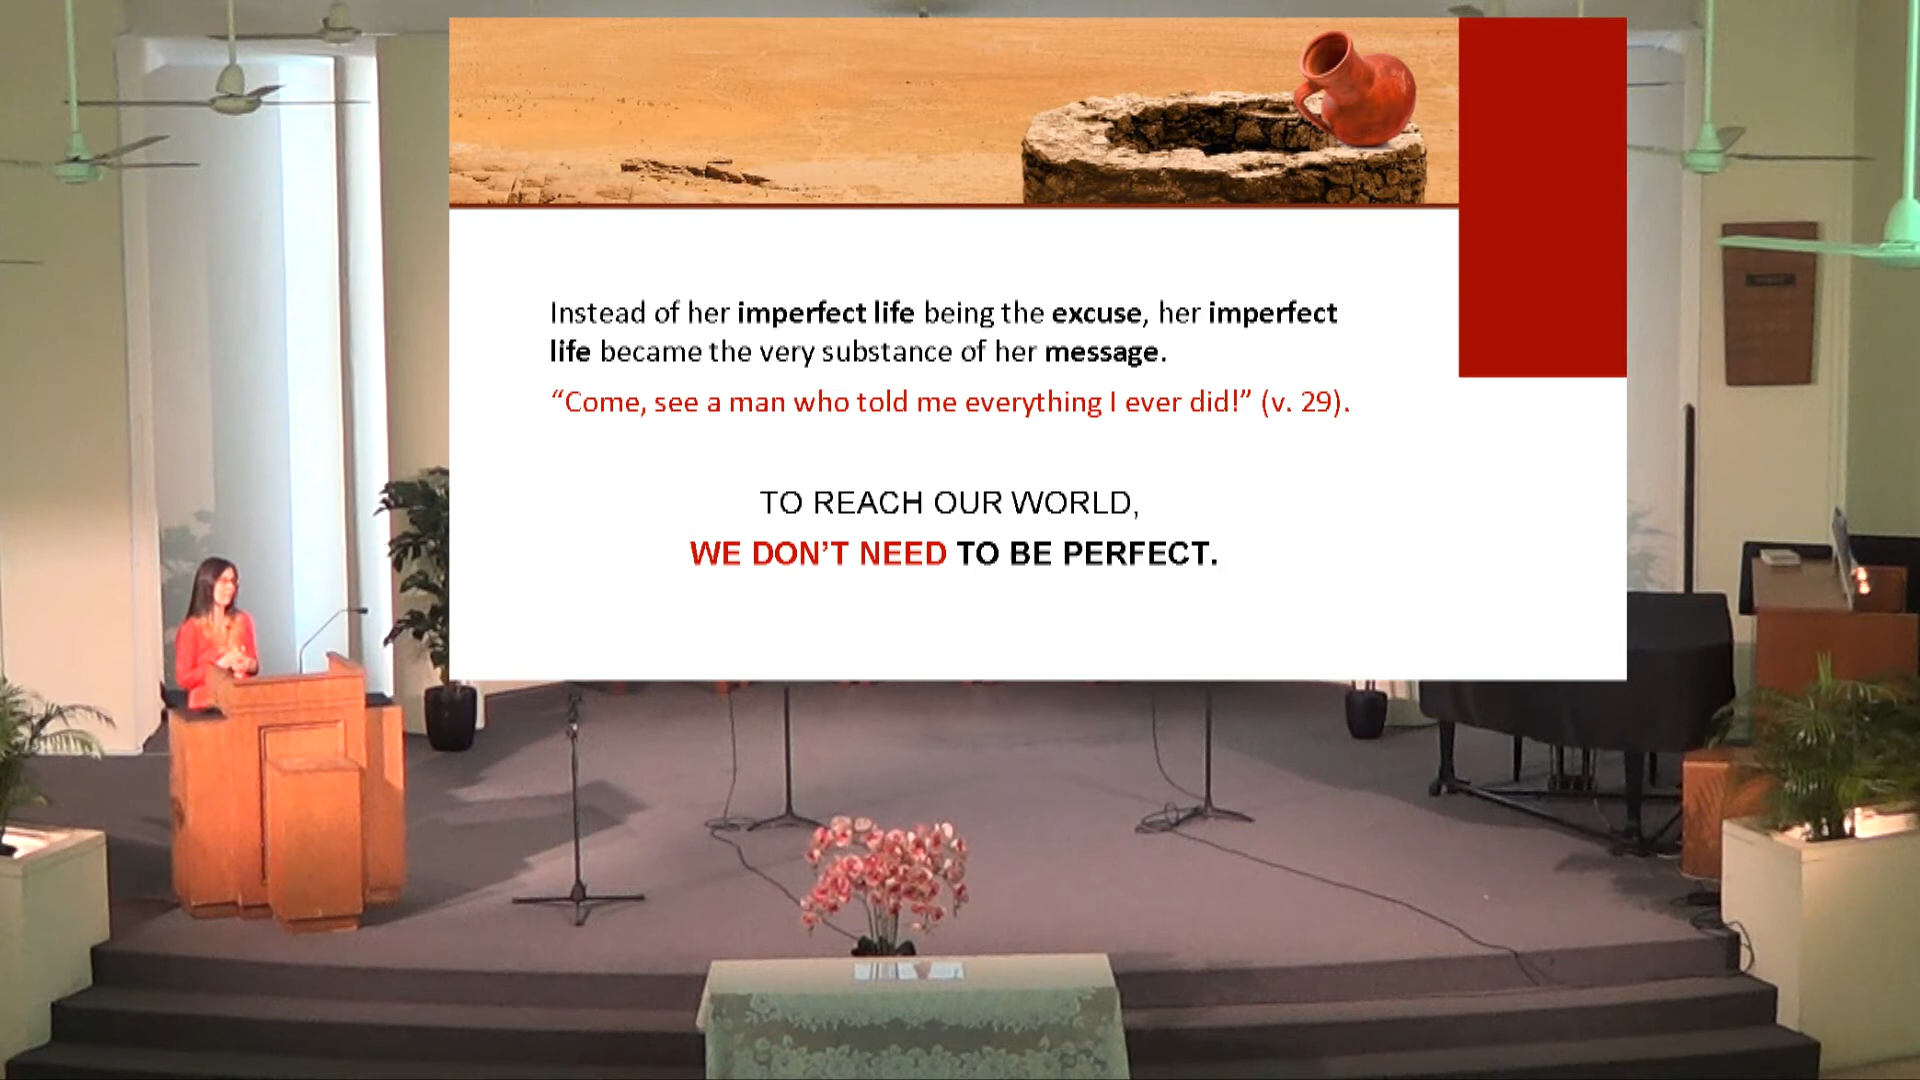 Instead of her imperfect life being the excuse, her imperfect
life became the very substance of her message.
“Come, see a man who told me everything I ever did!” (v. 29).
TO REACH OUR WORLD,
WE DON’T NEED TO BE PERFECT.